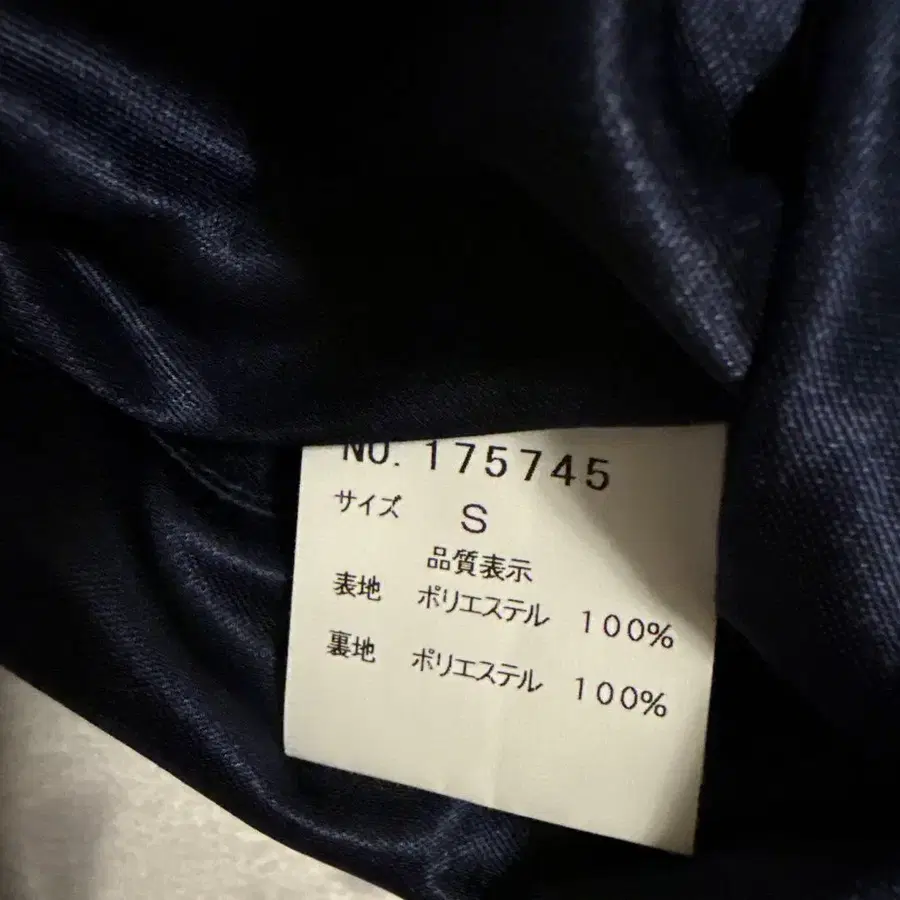 NO. 175745
サイズ S
品質表示
表地 ポリエステル 100%
裏地 ポリエステル 100%